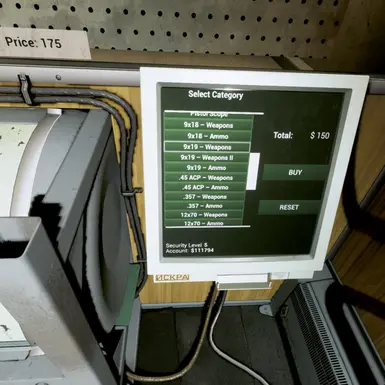 Price: 175
Select Category
Pistol Scope
9x18 – Weapons
9x18 – Ammo
9x19 – Weapons
9x19 – Weapons II
9x19 – Ammo
.45 ACP – Weapons
.45 ACP – Ammo
.357 – Weapons
.357 – Ammo
12x70 – Weapons
12x70 – Ammo
Total: $ 150
BUY
RESET
Security Level 5
Account: $111794
ИСКРА